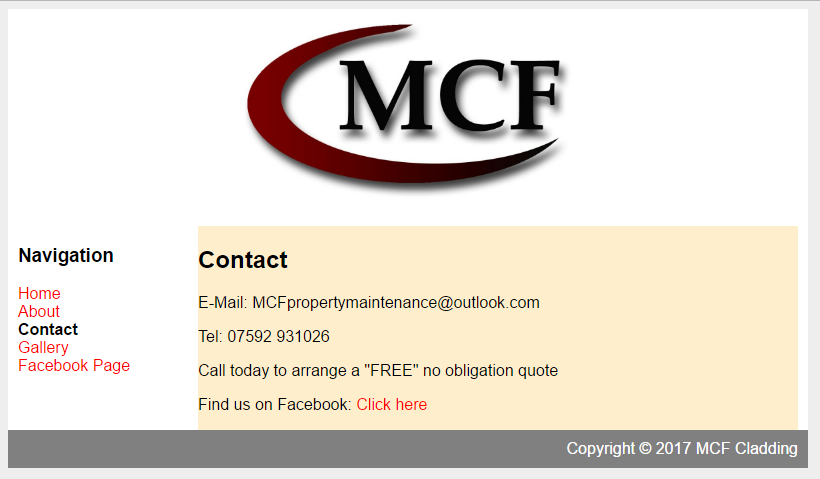 MCF
Navigation
Home
About
Contact
Gallery
Facebook Page
Contact
E-Mail: MCFpropertymaintenance@outlook.com
Tel: 07592 931026
Call today to arrange a "FREE" no obligation quote
Find us on Facebook: Click here
Copyright © 2017 MCF Cladding